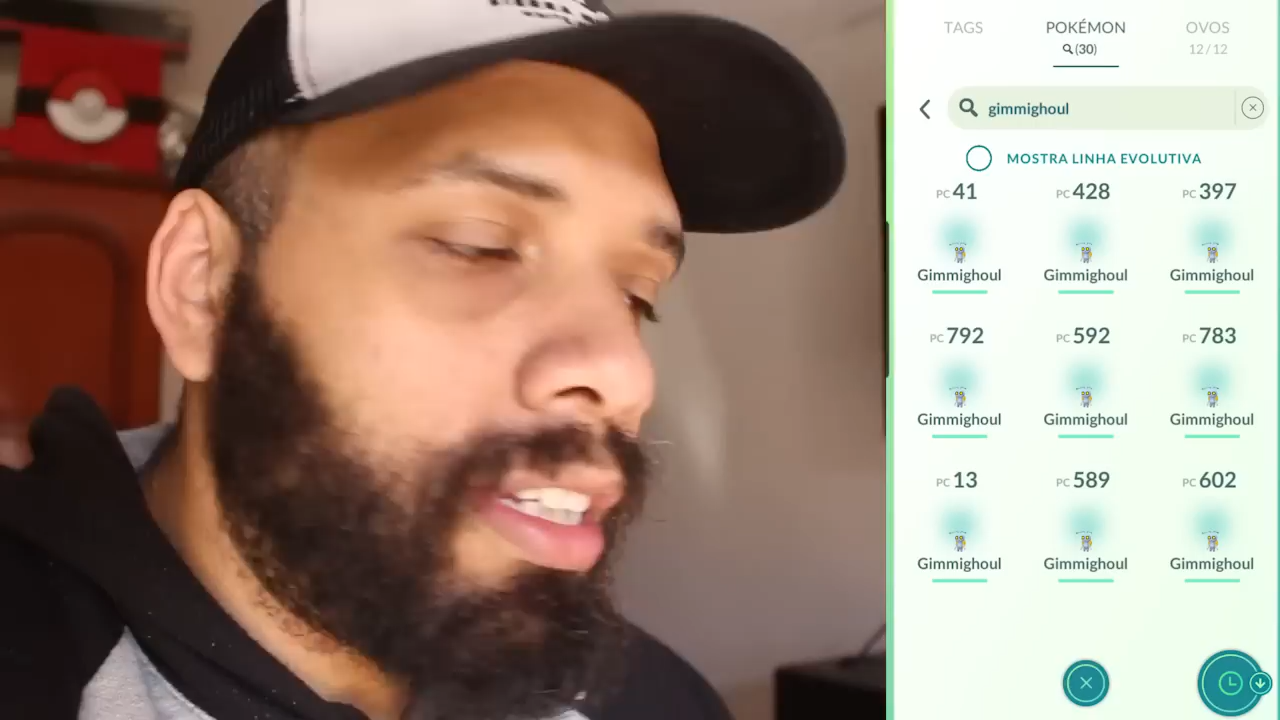 TAGS POKÉMON OVOS
(30) 12/12
gimmighoul
MOSTRA LINHA EVOLUTIVA
PC 41 PC 428 PC 397
Gimmighoul Gimmighoul Gimmighoul
PC 792 PC 592 PC 783
Gimmighoul Gimmighoul Gimmighoul
PC 13 PC 589 PC 602
Gimmighoul Gimmighoul Gimmighoul